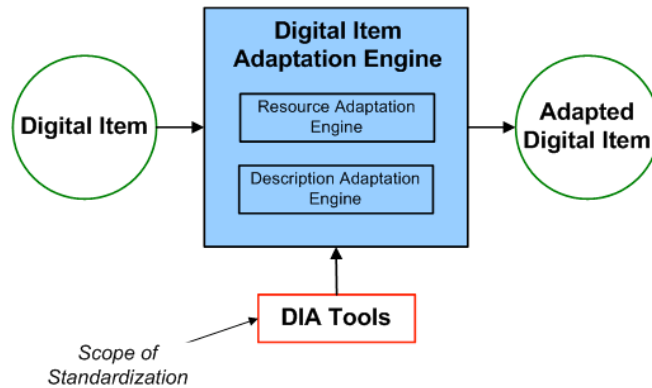 Digital Item
Adaptation Engine
Resource Adaptation
Engine
Description Adaptation
Engine
Digital Item
Adapted
Digital Item
DIA Tools
Scope of
Standardization